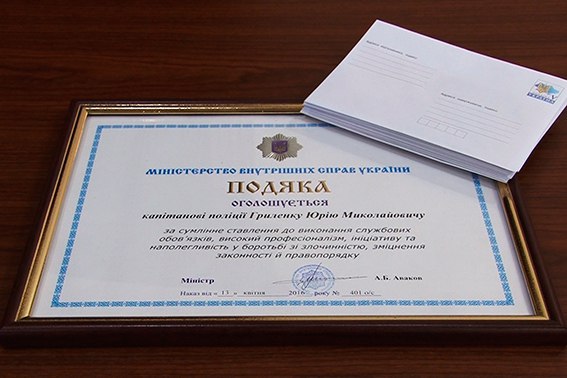 МІНІСТЕРСТВО ВНУТРІШНІХ СПРАВ УКРАЇНИ
ПОДЯКА
ОГОЛОШУЄТЬСЯ
капітанові поліції Гриленку Юрію Миколайовичу
за сумлінне ставлення до виконання службових
обов'язків, високий професіоналізм, ініціативу та
наполегливість у боротьбі зі злочинністю, зміцнення
законності й правопорядку
Міністр А.Б. Аваков
Наказ від « 13 » квітня 2016 року № 401 о/с
УКРАЇНА
V